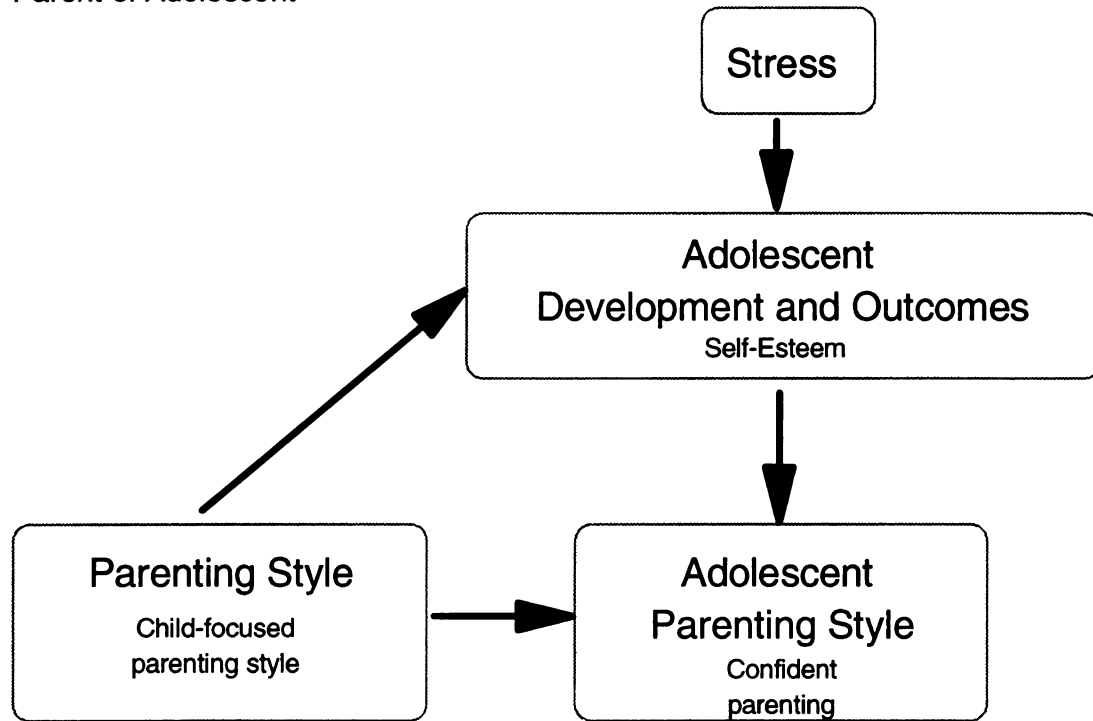 Parent of Adolescent
Stress
Adolescent
Development and Outcomes
Self-Esteem
Parenting Style
Child-focused
parenting style
Adolescent
Parenting Style
Confident
parenting